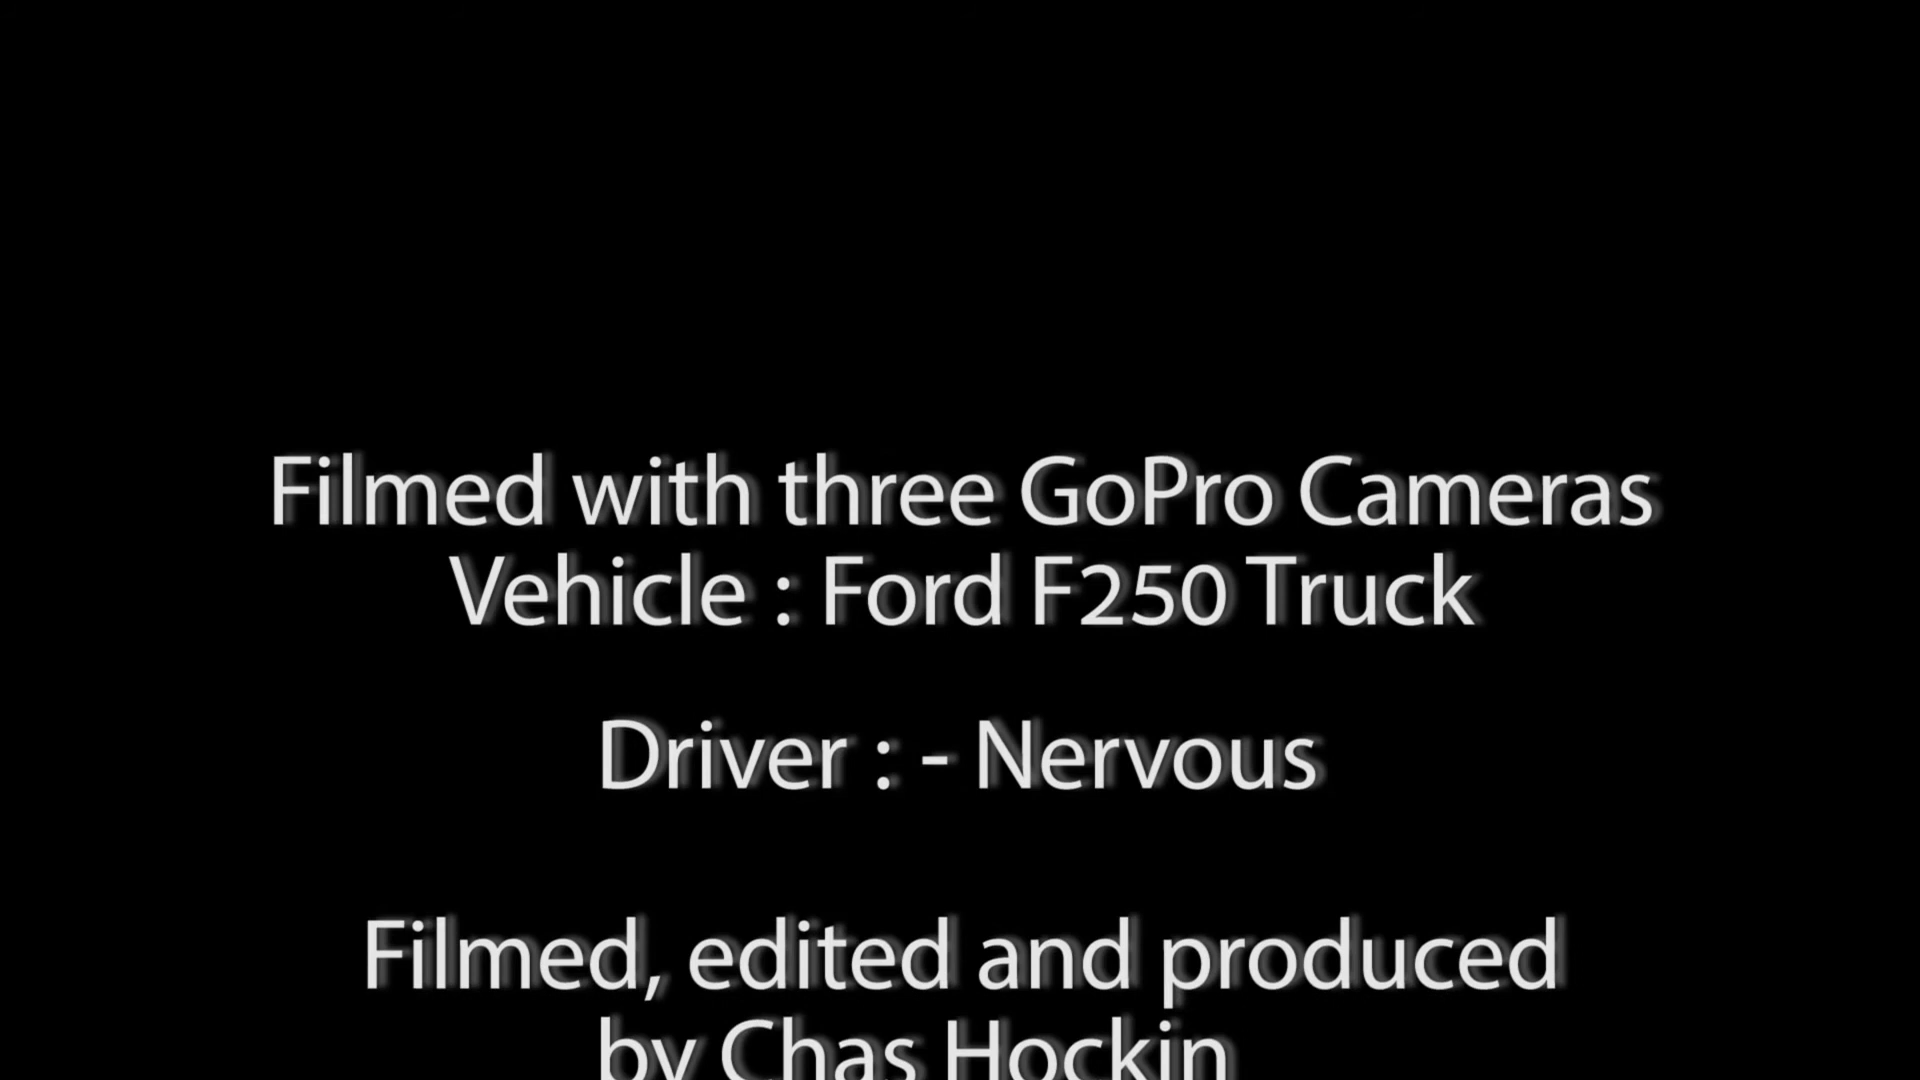 Filmed with three GoPro Cameras
Vehicle : Ford F250 Truck
Driver : - Nervous
Filmed, edited and produced
by Chas Hockin